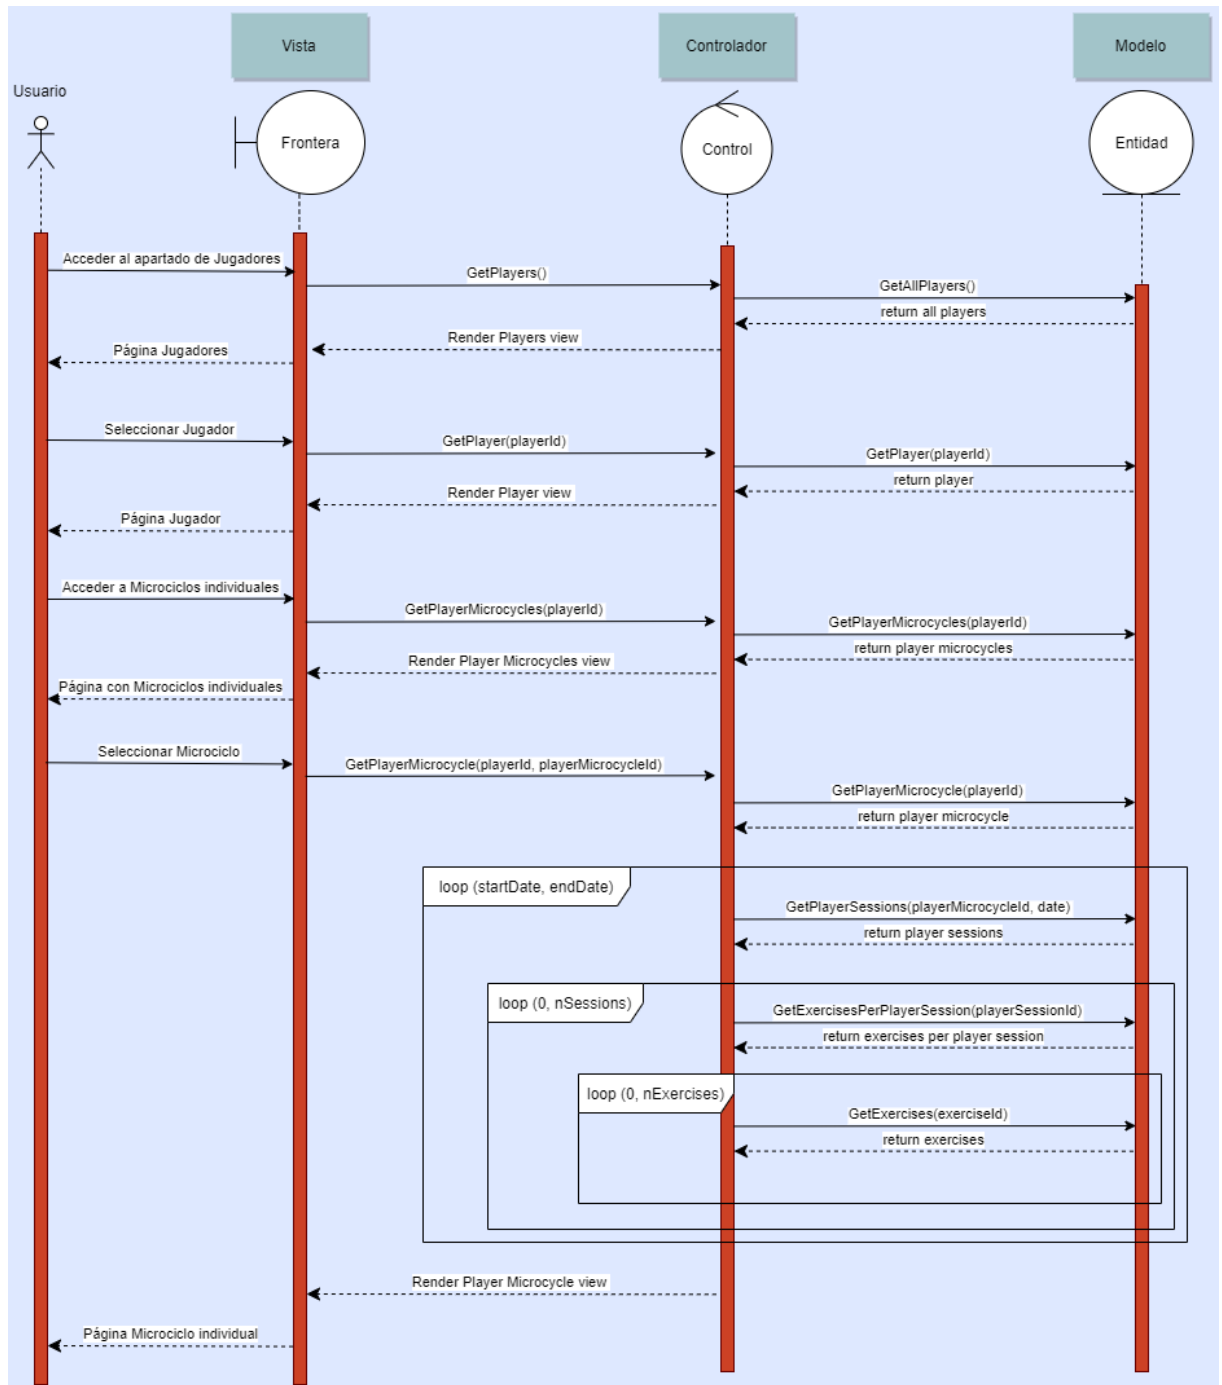 Vista
Controlador
Modelo
Usuario
Frontera
Control
Entidad
Acceder al apartado de Jugadores
GetPlayers()
GetAllPlayers()
return all players
Render Players view
Página Jugadores
Seleccionar Jugador
GetPlayer(playerId)
GetPlayer(playerId)
return player
Render Player view
Página Jugador
Acceder a Microciclos individuales
GetPlayerMicrocycles(playerId)
GetPlayerMicrocycles(playerId)
return player microcycles
Render Player Microcycles view
Página con Microciclos individuales
Seleccionar Microciclo
GetPlayerMicrocycle(playerId, playerMicrocycleId)
GetPlayerMicrocycle(playerId)
return player microcycle
loop (startDate, endDate)
GetPlayerSessions(playerMicrocycleId, date)
return player sessions
loop (0, nSessions)
GetExercisesPerPlayerSession(playerSessionId)
return exercises per player session
loop (0, nExercises)
GetExercises(exerciseId)
return exercises
Render Player Microcycle view
Página Microciclo individual